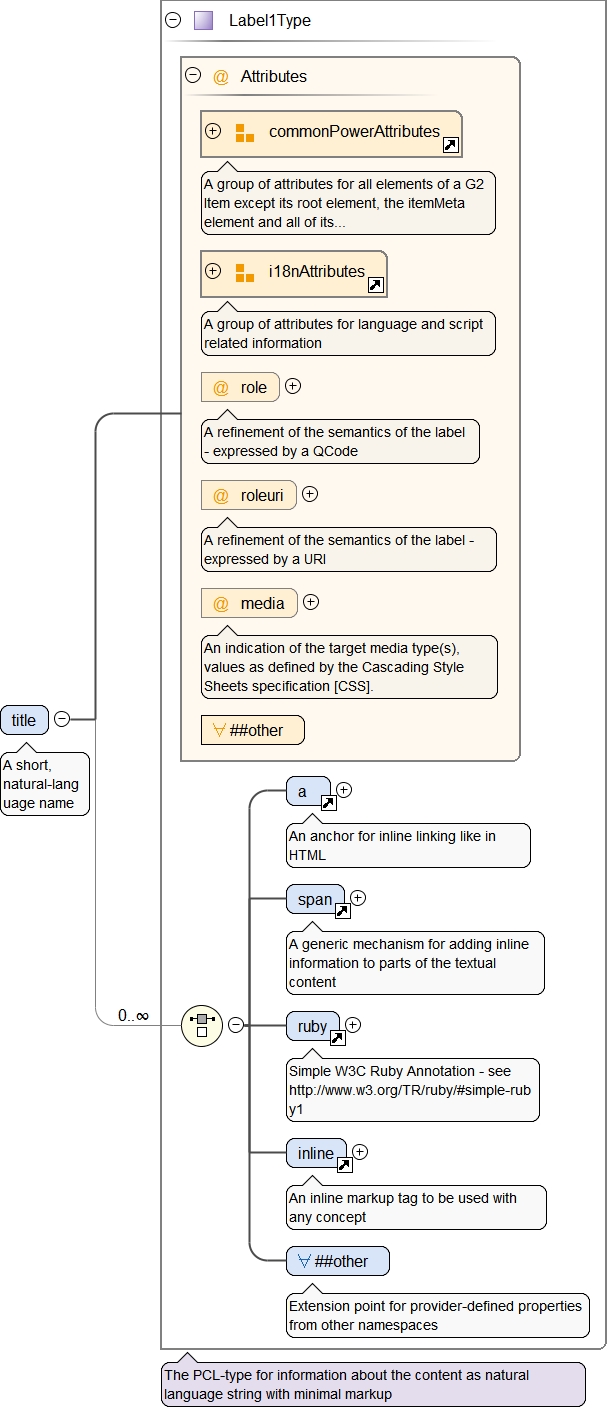 Label1Type
@ Attributes
commonPowerAttributes
A group of attributes for all elements of a G2
Item except its root element, the itemMeta
element and all of its...
i18nAttributes
A group of attributes for language and script
related information
@ role
A refinement of the semantics of the label
- expressed by a QCode
@ roleuri
A refinement of the semantics of the label -
expressed by a URI
@ media
An indication of the target media type(s),
values as defined by the Cascading Style
Sheets specification [CSS].
∀ ##other
title
A short,
natural-lang
uage name
a
An anchor for inline linking like in
HTML
span
A generic mechanism for adding inline
information to parts of the textual
content
0..∞
ruby
Simple W3C Ruby Annotation - see
http://www.w3.org/TR/ruby/#simple-rub
y1
inline
An inline markup tag to be used with
any concept
∀ ##other
Extension point for provider-defined properties
from other namespaces
The PCL-type for information about the content as natural
language string with minimal markup